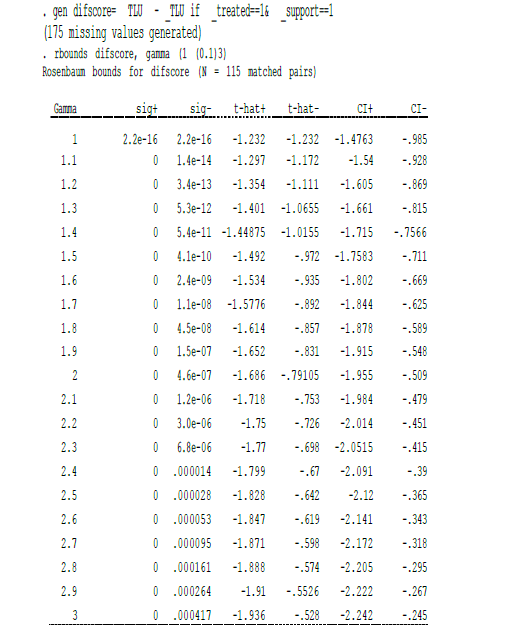 . gen difscore= TLU - _TLU if _treated==1& _support==1
(175 missing values generated)
. rbounds difscore, gamma (1 (0.1)3)
Rosenbaum bounds for difscore (N = 115 matched pairs)
Gamma sig+ sig- t-hat+ t-hat- CI+ CI-
1 2.2e-16 2.2e-16 -1.232 -1.232 -1.4763 -.985
1.1 0 1.4e-14 -1.297 -1.172 -1.54 -.928
1.2 0 3.4e-13 -1.354 -1.111 -1.605 -.869
1.3 0 5.3e-12 -1.401 -1.0655 -1.661 -.815
1.4 0 5.4e-11 -1.44875 -1.0155 -1.715 -.7566
1.5 0 4.1e-10 -1.492 -.972 -1.7583 -.711
1.6 0 2.4e-09 -1.534 -.935 -1.802 -.669
1.7 0 1.1e-08 -1.5776 -.892 -1.844 -.625
1.8 0 4.5e-08 -1.614 -.857 -1.878 -.589
1.9 0 1.5e-07 -1.652 -.831 -1.915 -.548
2 0 4.6e-07 -1.686 -.79105 -1.955 -.509
2.1 0 1.2e-06 -1.718 -.753 -1.984 -.479
2.2 0 3.0e-06 -1.75 -.726 -2.014 -.451
2.3 0 6.8e-06 -1.77 -.698 -2.0515 -.415
2.4 0 .000014 -1.799 -.67 -2.091 -.39
2.5 0 .000028 -1.828 -.642 -2.12 -.365
2.6 0 .000053 -1.847 -.619 -2.141 -.343
2.7 0 .000095 -1.871 -.598 -2.172 -.318
2.8 0 .000161 -1.888 -.574 -2.205 -.295
2.9 0 .000264 -1.91 -.5526 -2.222 -.267
3 0 .000417 -1.936 -.528 -2.242 -.245